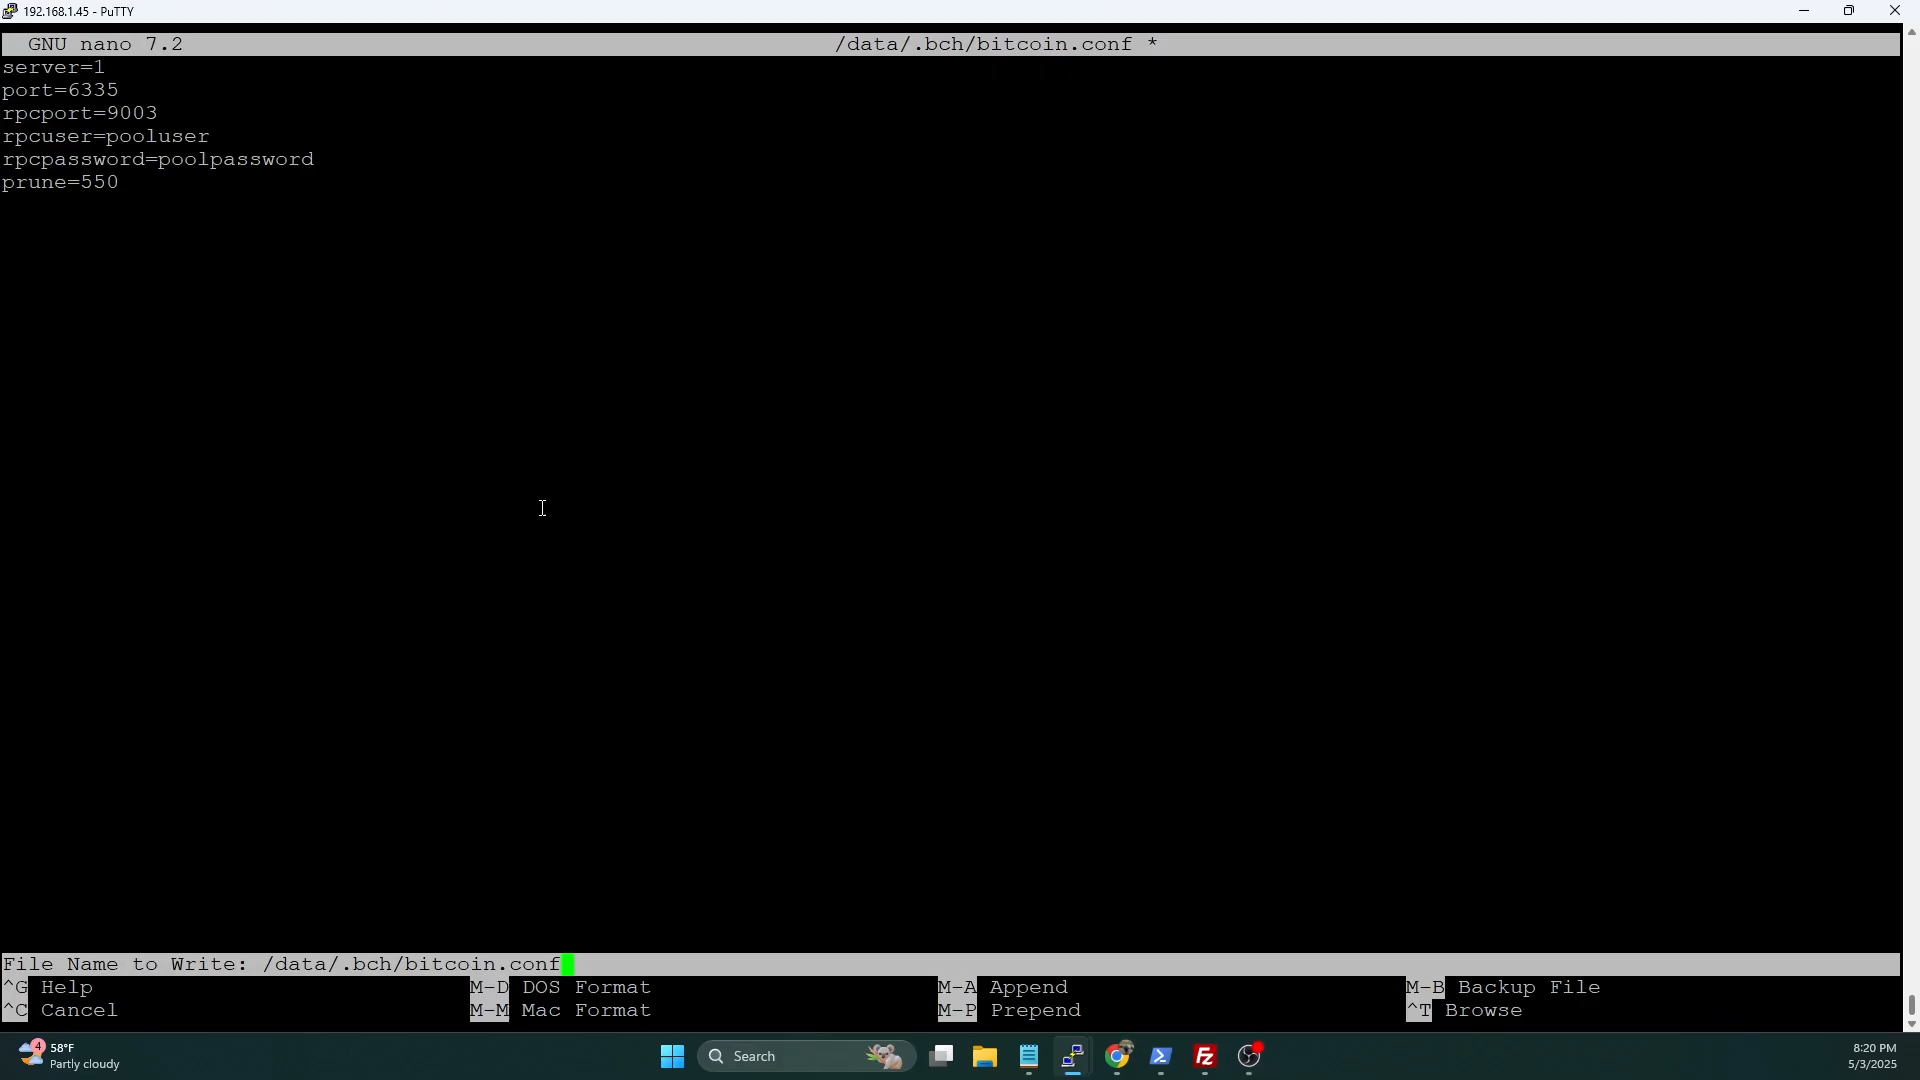 192.168.1.45 - PuTTY
GNU nano 7.2 /data/.bch/bitcoin.conf *
server=1
port=6335
rpcport=9003
rpcuser=pooluser
rpcpassword=poolpassword
prune=550
File Name to Write: /data/.bch/bitcoin.conf
^G Help M-D DOS Format M-A Append M-B Backup File
^C Cancel M-M Mac Format M-P Prepend ^T Browse
4 58°F
Partly cloudy
Search
Fz
8:20 PM
5/3/2025